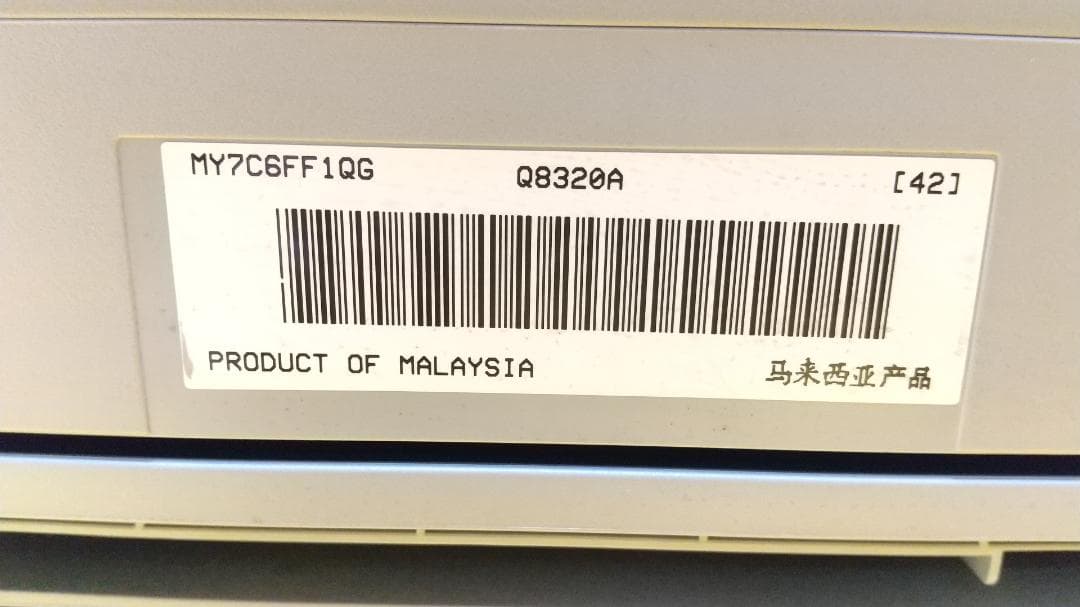 MY7C6FF1QG Q8320A [42]
PRODUCT OF MALAYSIA 马来西亚产品